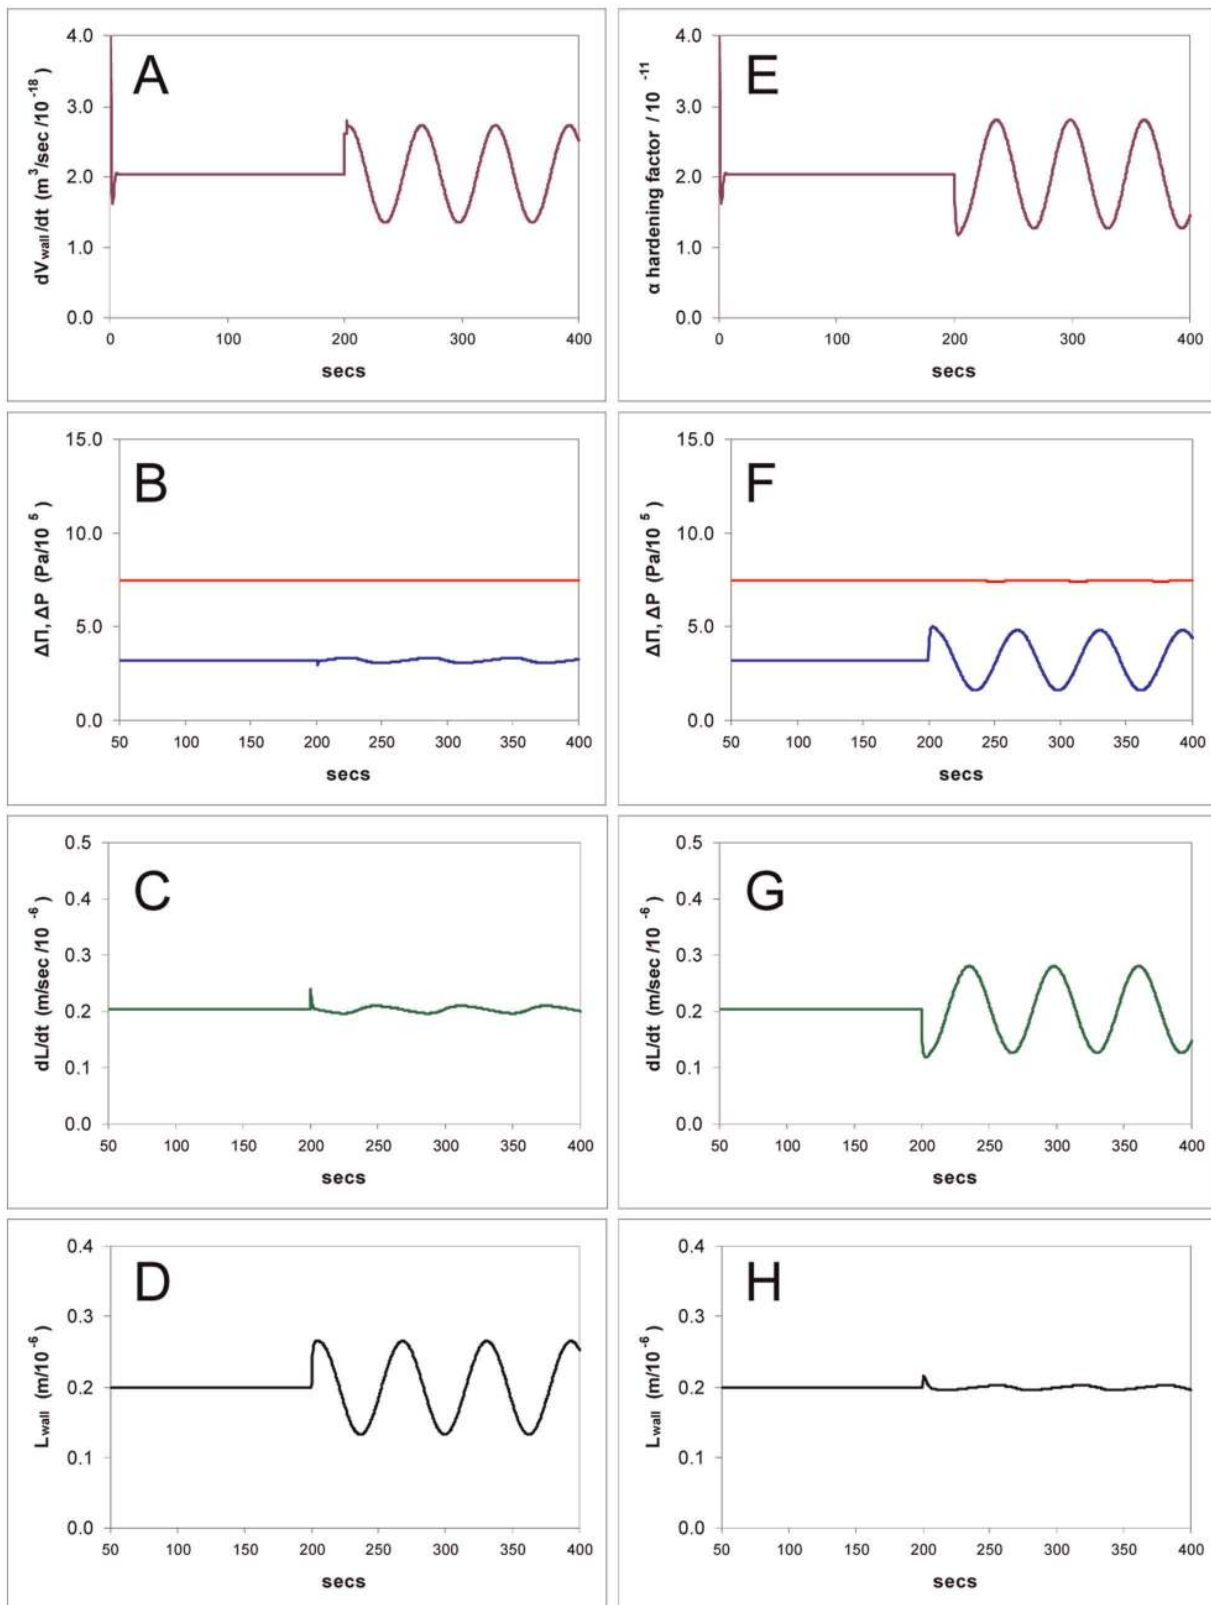 A
dV_wall/dt (m³/sec /10⁻¹⁸)
4.0
3.0
2.0
1.0
0.0
0 100 200 300 400
secs
E
α hardening factor / 10⁻¹¹
4.0
3.0
2.0
1.0
0.0
0 100 200 300 400
secs
B
ΔΠ, ΔP (Pa/10⁵)
15.0
10.0
5.0
0.0
50 100 150 200 250 300 350 400
secs
F
ΔΠ, ΔP (Pa/10⁵)
15.0
10.0
5.0
0.0
50 100 150 200 250 300 350 400
secs
C
dL/dt (m/sec /10⁻⁶)
0.5
0.4
0.3
0.2
0.1
0.0
50 100 150 200 250 300 350 400
secs
G
dL/dt (m/sec /10⁻⁶)
0.5
0.4
0.3
0.2
0.1
0.0
50 100 150 200 250 300 350 400
secs
D
L_wall (m/10⁻⁶)
0.4
0.3
0.2
0.1
0.0
50 100 150 200 250 300 350 400
secs
H
L_wall (m/10⁻⁶)
0.4
0.3
0.2
0.1
0.0
50 100 150 200 250 300 350 400
secs